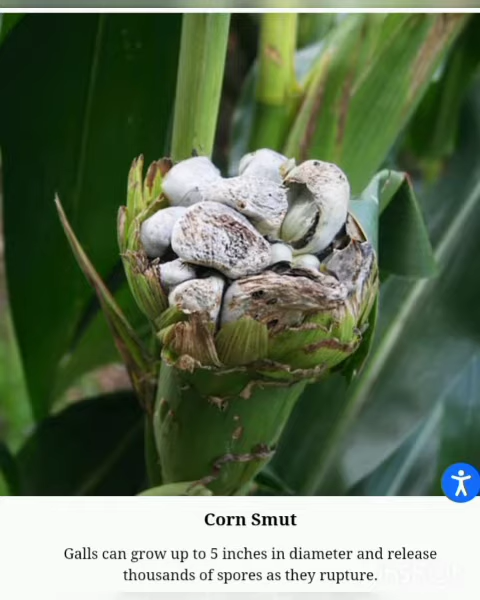 Corn Smut
Galls can grow up to 5 inches in diameter and release
thousands of spores as they rupture.